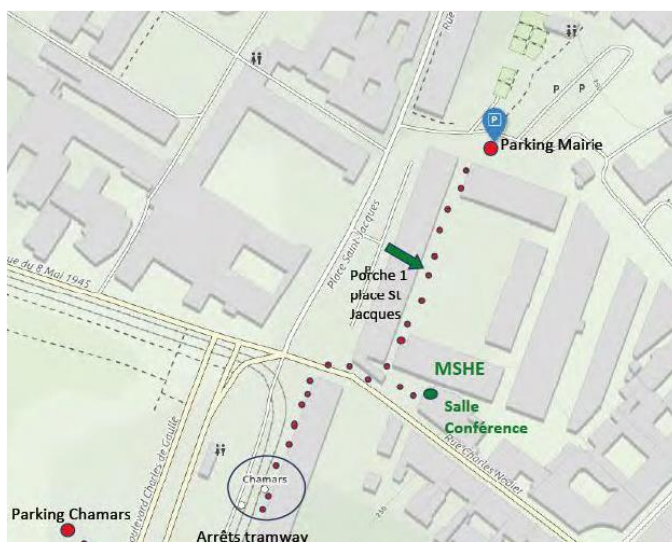 Rue
P P
P
Parking Mairie
Place Saint-Jacques
P
Porche 1
place St
Jacques
ue du 8 Mai 1945
MSHE
Salle
Conférence
Rue Charles Nodier
Boulevard Charles de Gaulle
Chamars
Parking Chamars
Arrêts tramway